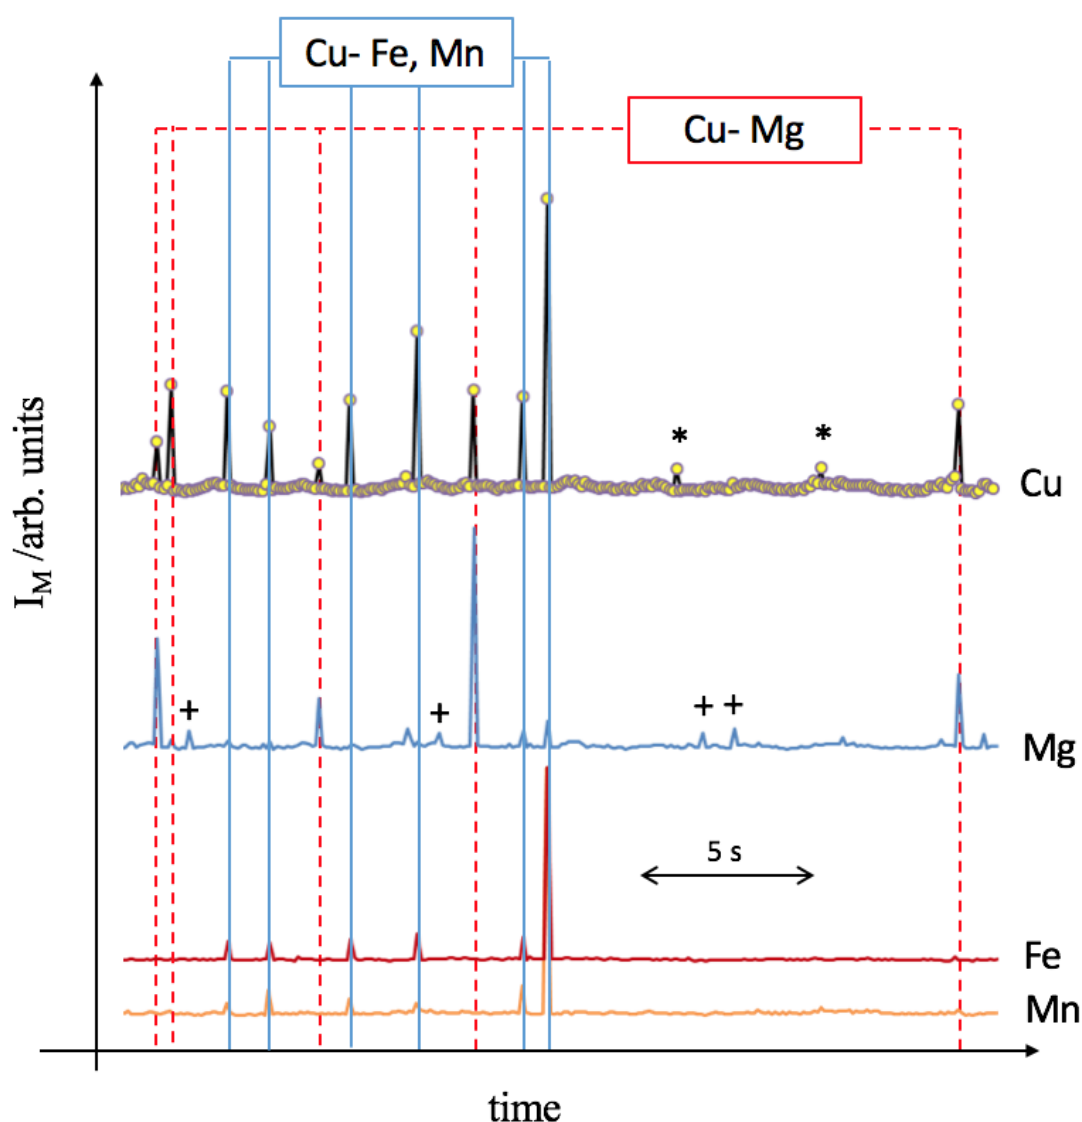 Cu- Fe, Mn
Cu- Mg
* *
Cu
I_M /arb. units
+ + + +
Mg
5 s
Fe
Mn
time